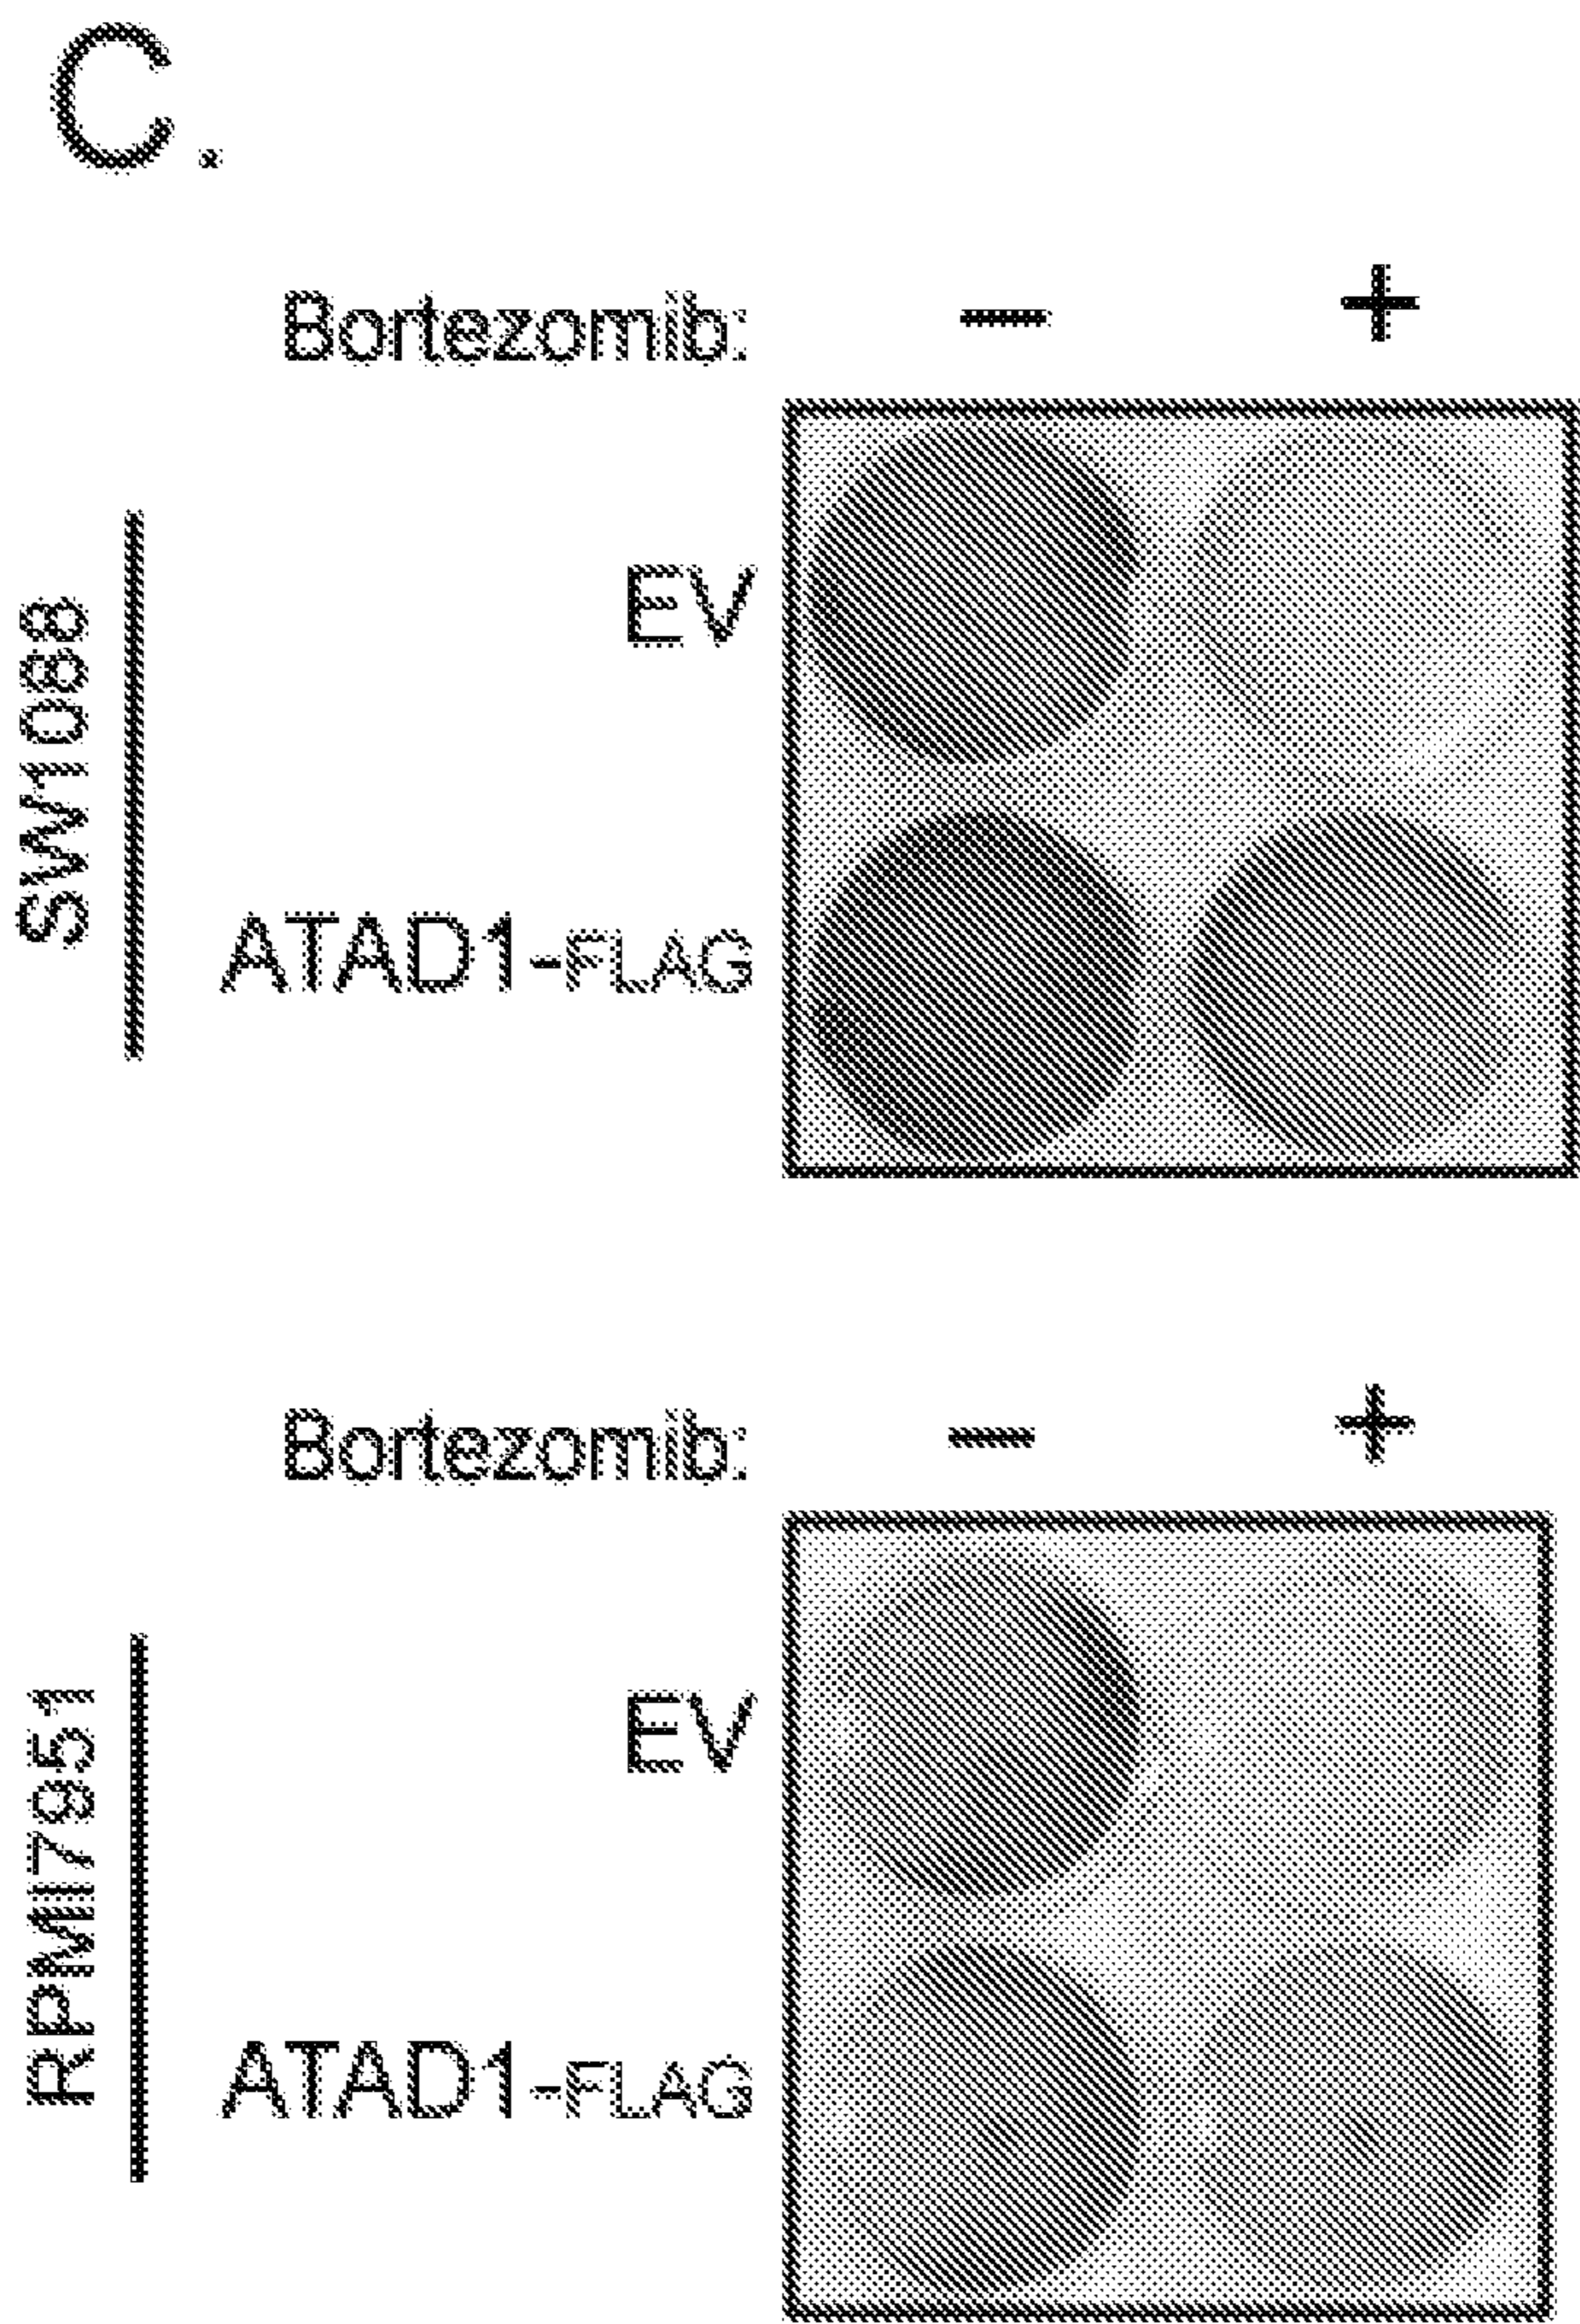 C.
Bortezomib: – +
SW1088
EV
ATAD1-FLAG
Bortezomib: – +
RPMI7951
EV
ATAD1-FLAG